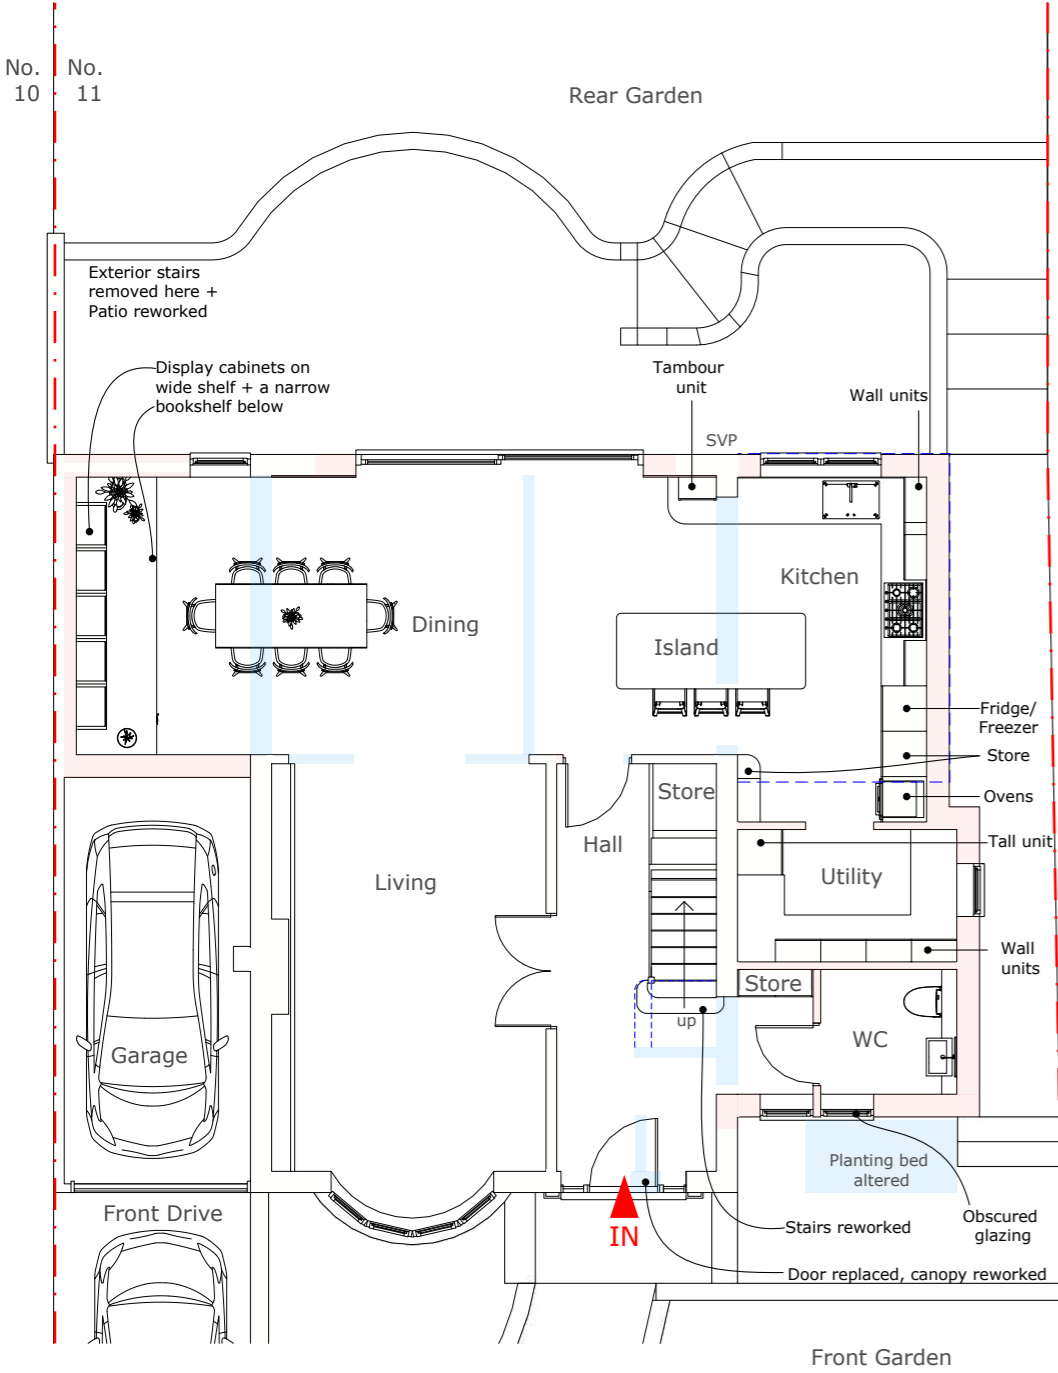 No.
10
No.
11
Rear Garden
Exterior stairs
removed here +
Patio reworked
Display cabinets on
wide shelf + a narrow
bookshelf below
Tambour
unit
Wall units
SVP
Kitchen
Dining
Island
Fridge/
Freezer
Store
Store
Ovens
Hall
Tall unit
Living
Utility
Wall
units
Store
up
WC
Garage
Planting bed
altered
Front Drive
Obscured
glazing
IN
Stairs reworked
Door replaced, canopy reworked
Front Garden